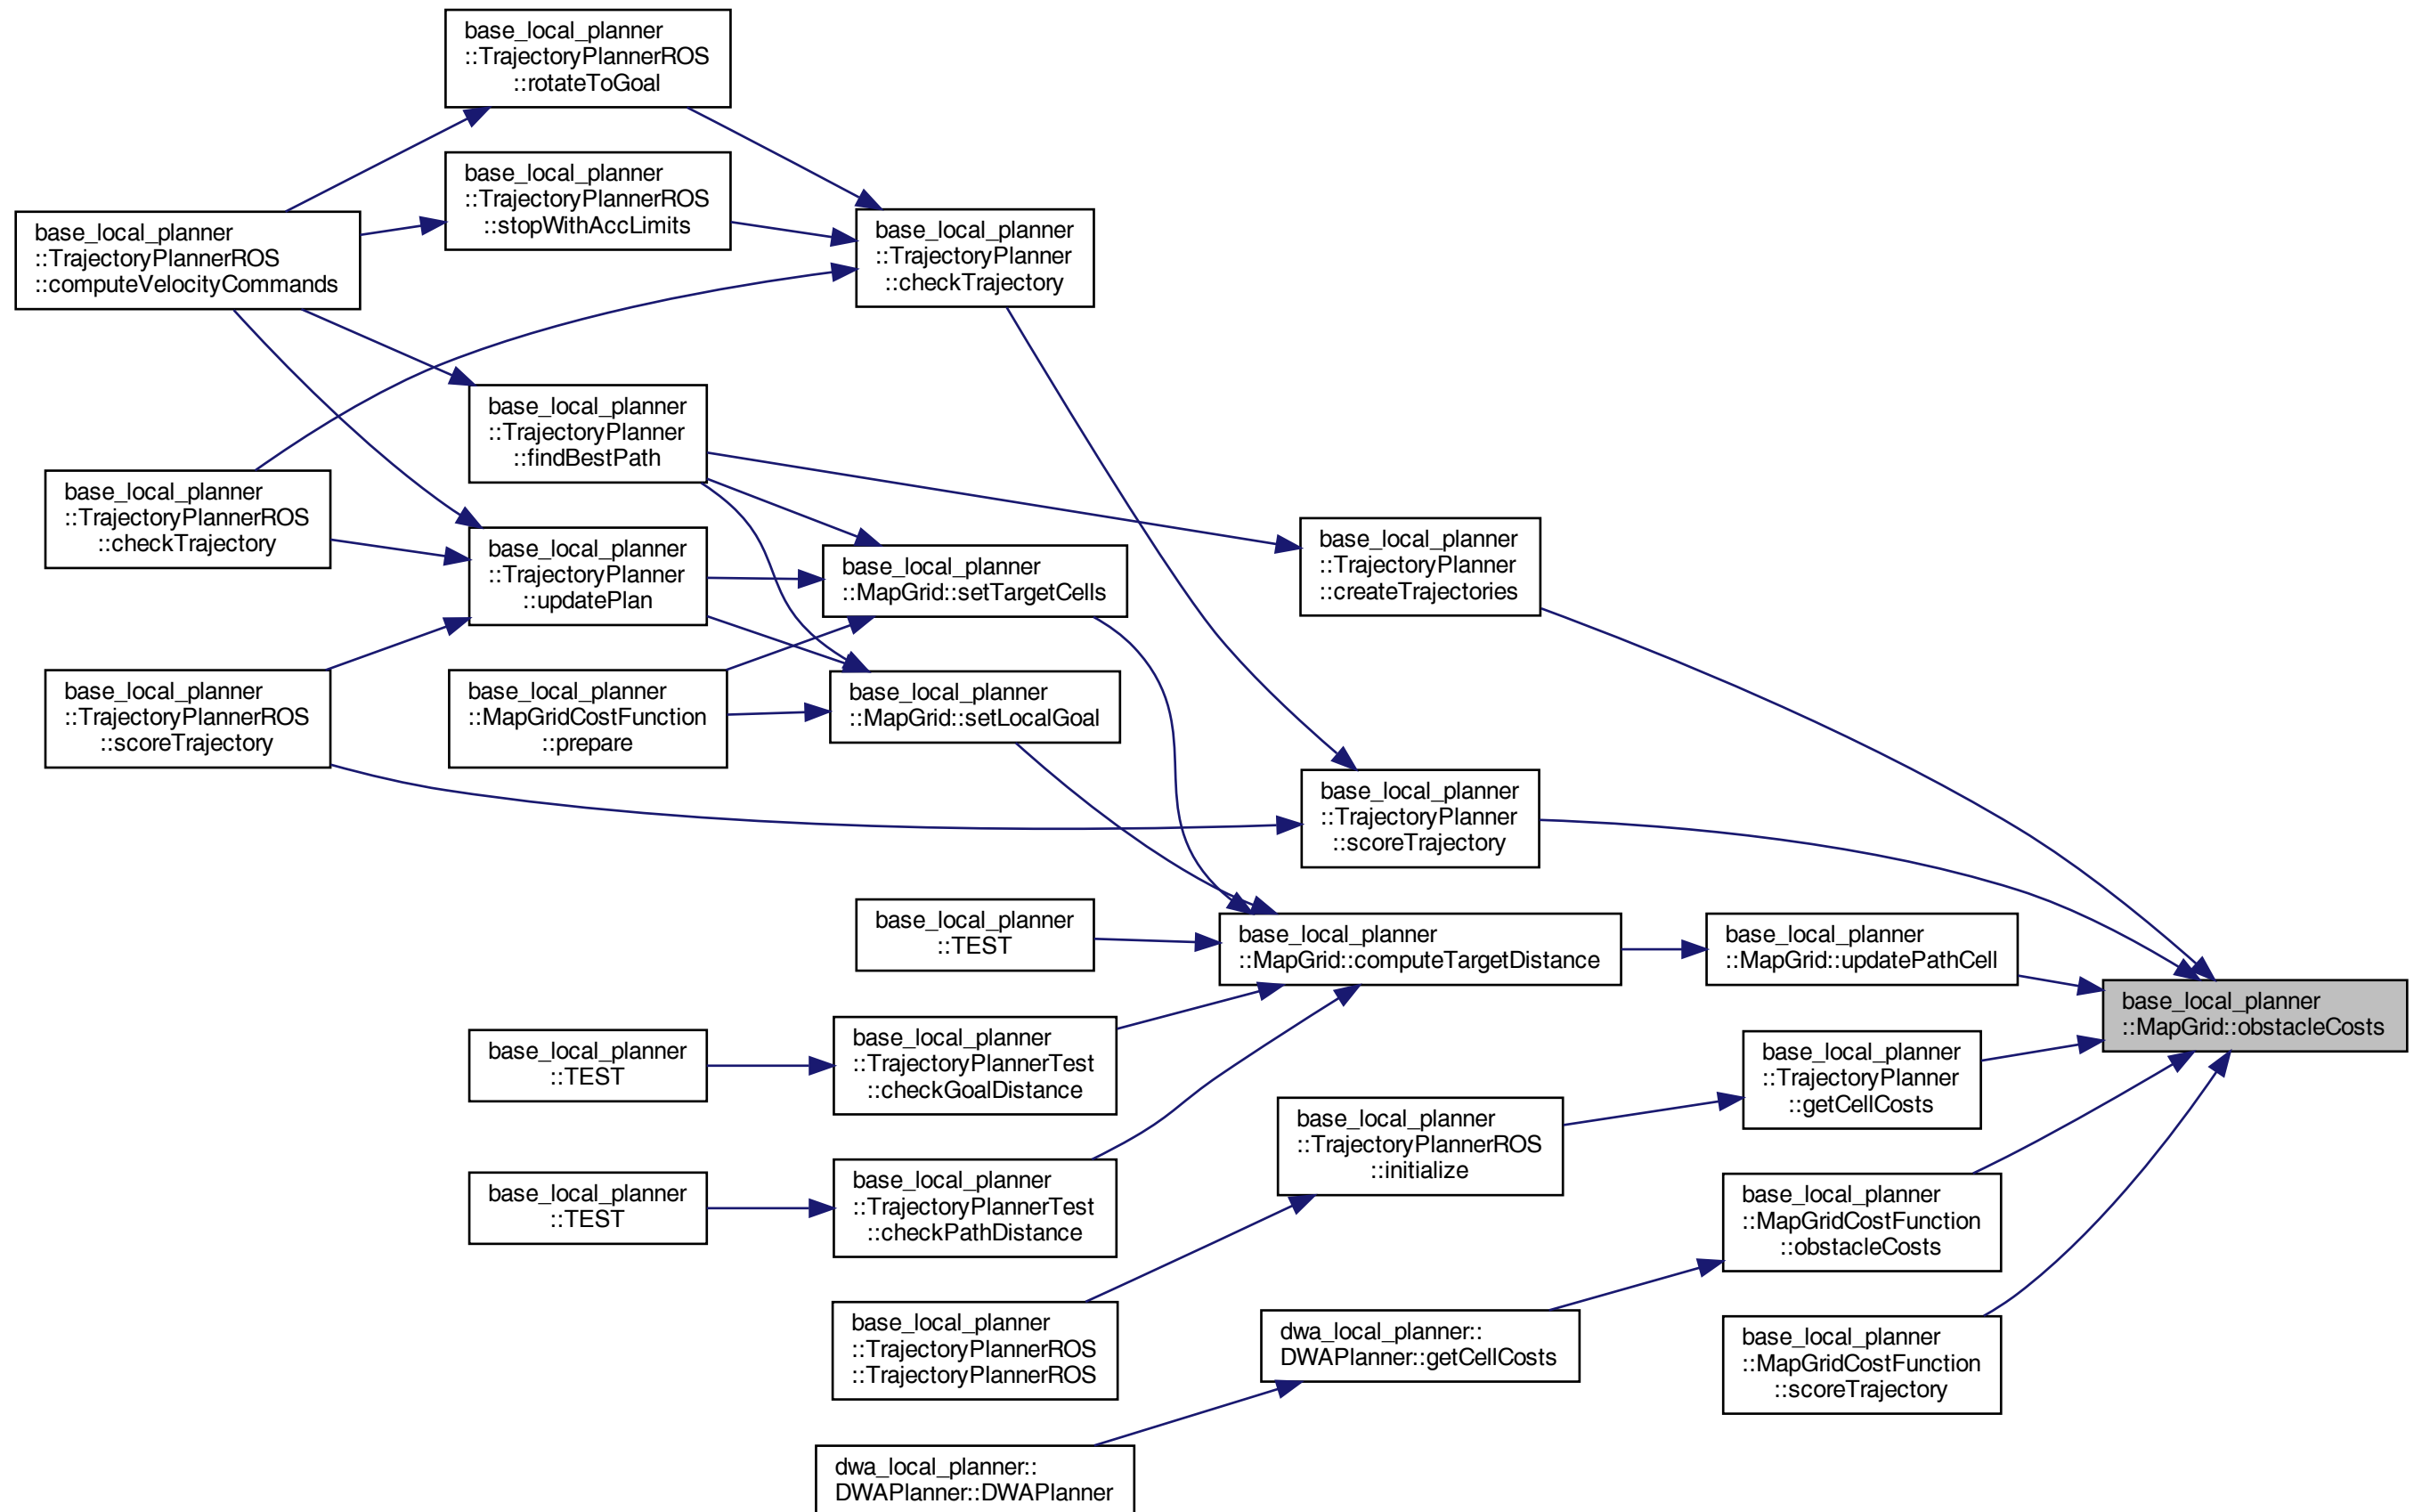 base_local_planner
::TrajectoryPlannerROS
::rotateToGoal
base_local_planner
::TrajectoryPlannerROS
::stopWithAccLimits
base_local_planner
::TrajectoryPlannerROS
::computeVelocityCommands
base_local_planner
::TrajectoryPlanner
::checkTrajectory
base_local_planner
::TrajectoryPlanner
::findBestPath
base_local_planner
::TrajectoryPlannerROS
::checkTrajectory
base_local_planner
::TrajectoryPlanner
::updatePlan
base_local_planner
::MapGrid::setTargetCells
base_local_planner
::TrajectoryPlanner
::createTrajectories
base_local_planner
::TrajectoryPlannerROS
::scoreTrajectory
base_local_planner
::MapGridCostFunction
::prepare
base_local_planner
::MapGrid::setLocalGoal
base_local_planner
::TrajectoryPlanner
::scoreTrajectory
base_local_planner
::TEST
base_local_planner
::MapGrid::computeTargetDistance
base_local_planner
::MapGrid::updatePathCell
base_local_planner
::MapGrid::obstacleCosts
base_local_planner
::TEST
base_local_planner
::TrajectoryPlannerTest
::checkGoalDistance
base_local_planner
::TrajectoryPlanner
::getCellCosts
base_local_planner
::TrajectoryPlannerROS
::initialize
base_local_planner
::TEST
base_local_planner
::TrajectoryPlannerTest
::checkPathDistance
base_local_planner
::MapGridCostFunction
::obstacleCosts
base_local_planner
::TrajectoryPlannerROS
::TrajectoryPlannerROS
dwa_local_planner::
DWAPlanner::getCellCosts
base_local_planner
::MapGridCostFunction
::scoreTrajectory
dwa_local_planner::
DWAPlanner::DWAPlanner